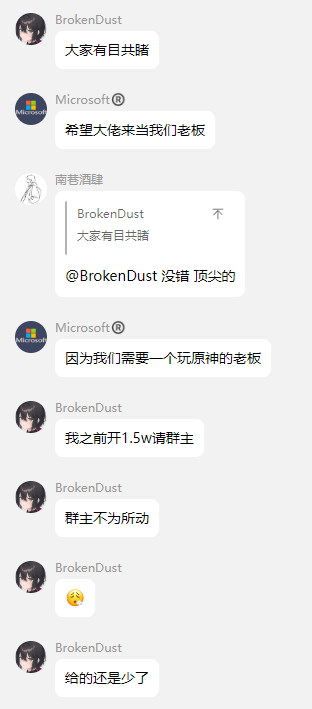 BrokenDust
大家有目共睹
Microsoft®
希望大佬来当我们老板
南巷酒肆
BrokenDust
大家有目共睹
@BrokenDust 没错 顶尖的
Microsoft®
因为我们需要一个玩原神的老板
BrokenDust
我之前开1.5w请群主
BrokenDust
群主不为所动
BrokenDust
BrokenDust
给的还是少了